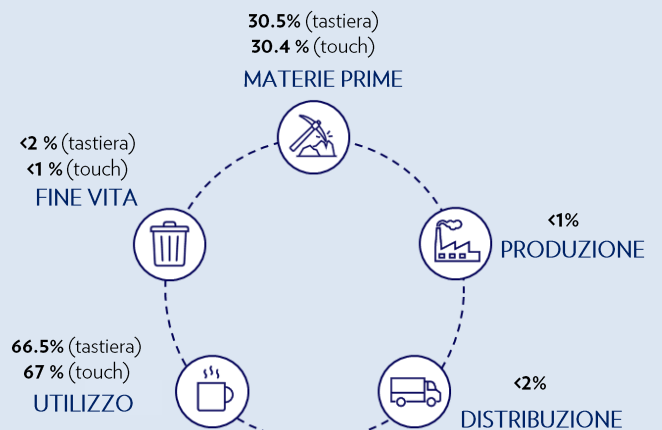 30.5% (tastiera)
30.4 % (touch)
MATERIE PRIME
<2 % (tastiera)
<1 % (touch)
FINE VITA
<1%
PRODUZIONE
66.5% (tastiera)
67 % (touch)
UTILIZZO
<2%
DISTRIBUZIONE